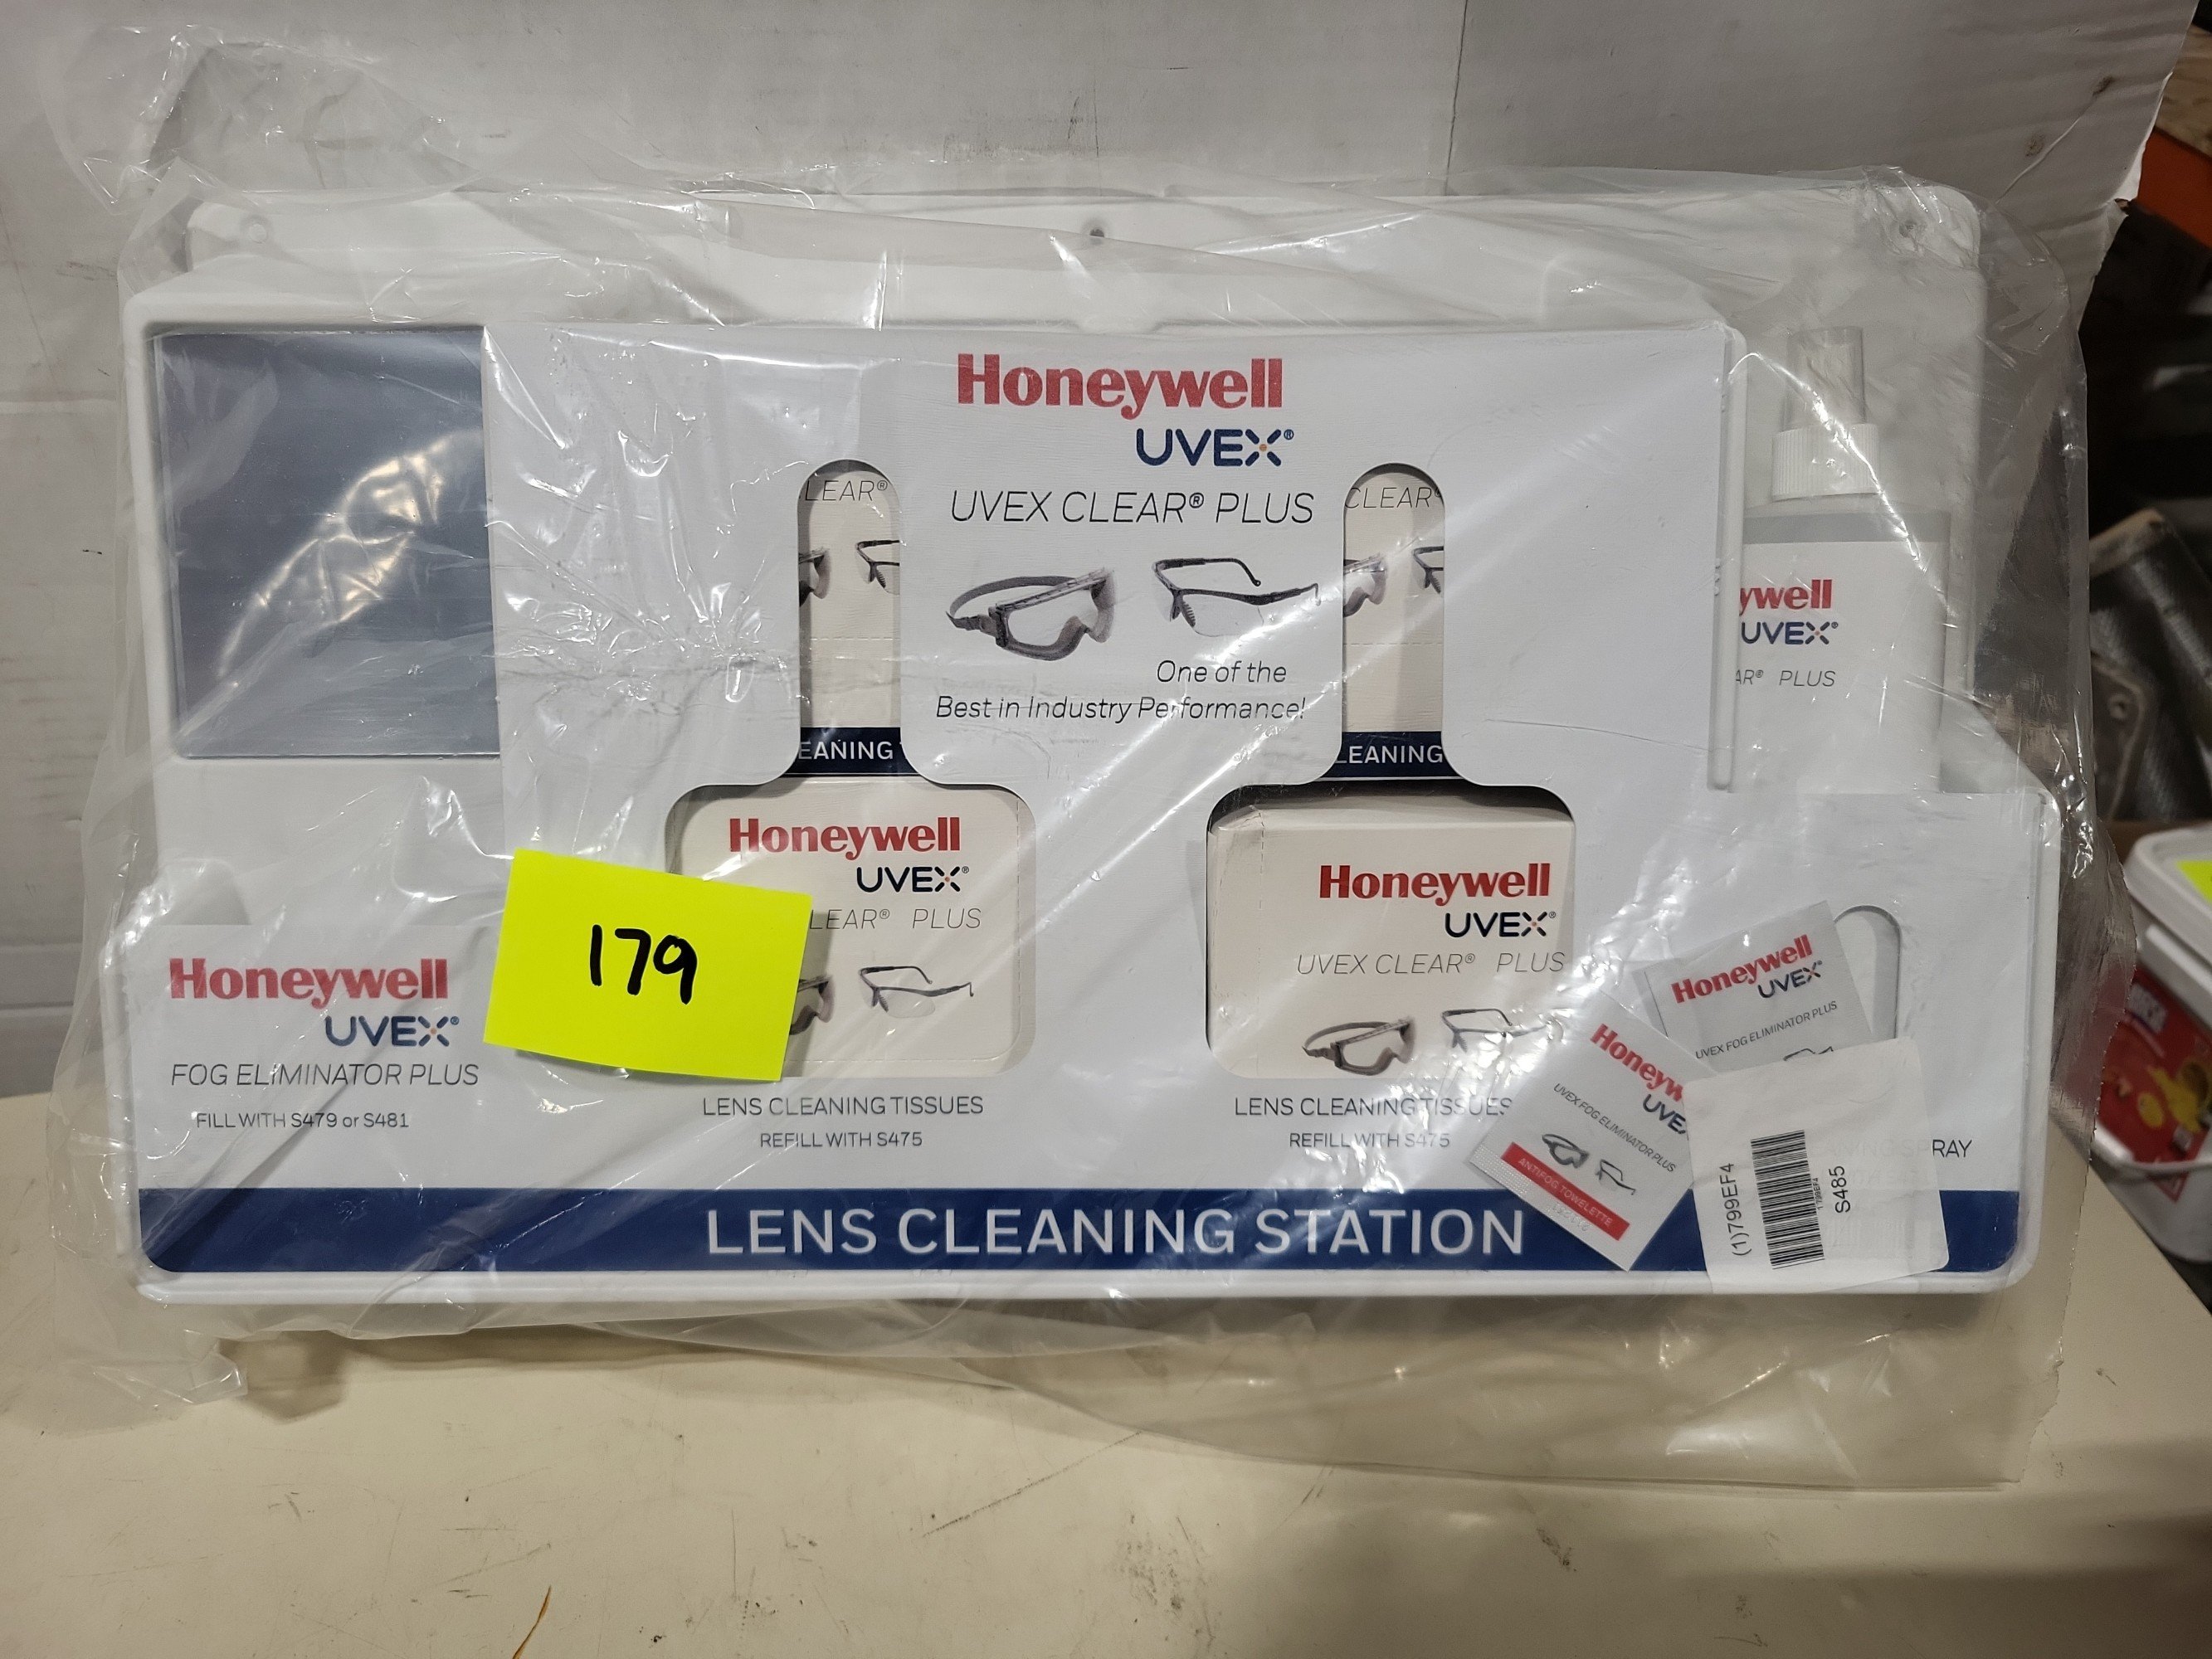 Honeywell
UVEX®
UVEX CLEAR® PLUS
One of the
Best in Industry Performance!
LEAR®
CLEAR®
EANING
LEANING
ywell
UVEX®
AR® PLUS
Honeywell
UVEX®
LEAR® PLUS
LENS CLEANING TISSUES
REFILL WITH S475
Honeywell
UVEX®
UVEX CLEAR® PLUS
LENS CLEANING TISSUES
REFILL WITH S475
179
Honeywell
UVEX®
FOG ELIMINATOR PLUS
FILL WITH S479 or S481
Honeywell
UVEX®
UVEX FOG ELIMINATOR PLUS
Honeyw
UVEX
UVEX FOG ELIMINATOR PLUS
ANTIFOG TOWELETTE
(1)799EF4
799EF4
S485
RAY
LENS CLEANING STATION